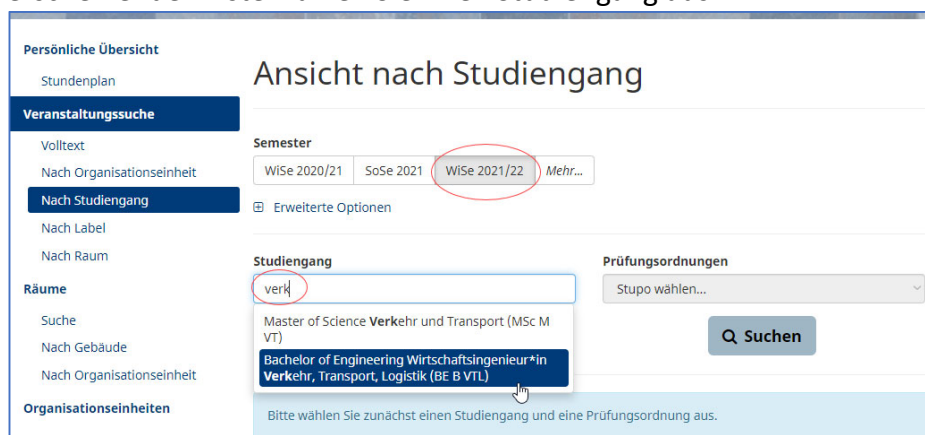 Persönliche Übersicht
Stundenplan
Veranstaltungssuche
Volltext
Nach Organisationseinheit
Nach Studiengang
Nach Label
Nach Raum
Räume
Suche
Nach Gebäude
Nach Organisationseinheit
Organisationseinheiten
Ansicht nach Studiengang
Semester
WiSe 2020/21 SoSe 2021 WiSe 2021/22 Mehr...
Erweiterte Optionen
Studiengang
verk
Master of Science Verkehr und Transport (MSc M
VT)
Bachelor of Engineering Wirtschaftsingenieur*in
Verkehr, Transport, Logistik (BE B VTL)
Prüfungsordnungen
Stupo wählen...
Suchen
Bitte wählen Sie zunächst einen Studiengang und eine Prüfungsordnung aus.